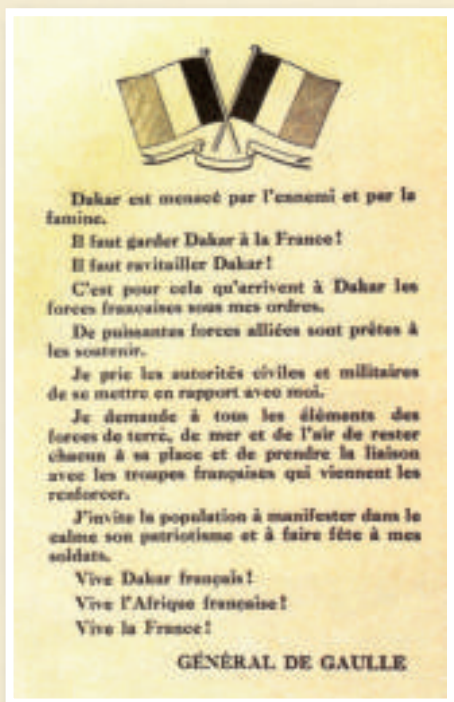 Dakar est menacé par l'ennemi et par la
famine.
Il faut garder Dakar à la France !
Il faut ravitailler Dakar !
C'est pour cela qu'arrivent à Dakar les
forces françaises sous mes ordres.
De puissantes forces alliées sont prêtes à
les soutenir.
Je prie les autorités civiles et militaires
de se mettre en rapport avec moi.
Je demande à tous les éléments des
forces de terre, de mer et de l'air de rester
chacun à sa place et de prendre la liaison
avec les troupes françaises qui viennent les
renforcer.
J'invite la population à manifester dans le
calme son patriotisme et à faire fête à mes
soldats.
Vive Dakar français !
Vive l'Afrique française !
Vive la France !
GÉNÉRAL DE GAULLE